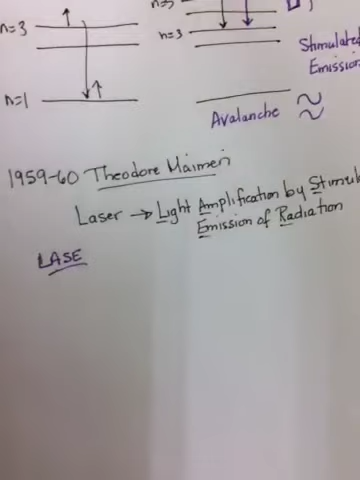 n=3
n=3
n=1
Stimulated
Emission
Avalanche
1959-60 Theodore Maimen
Laser → Light Amplification by Stimul
Emission of Radiation
LASE